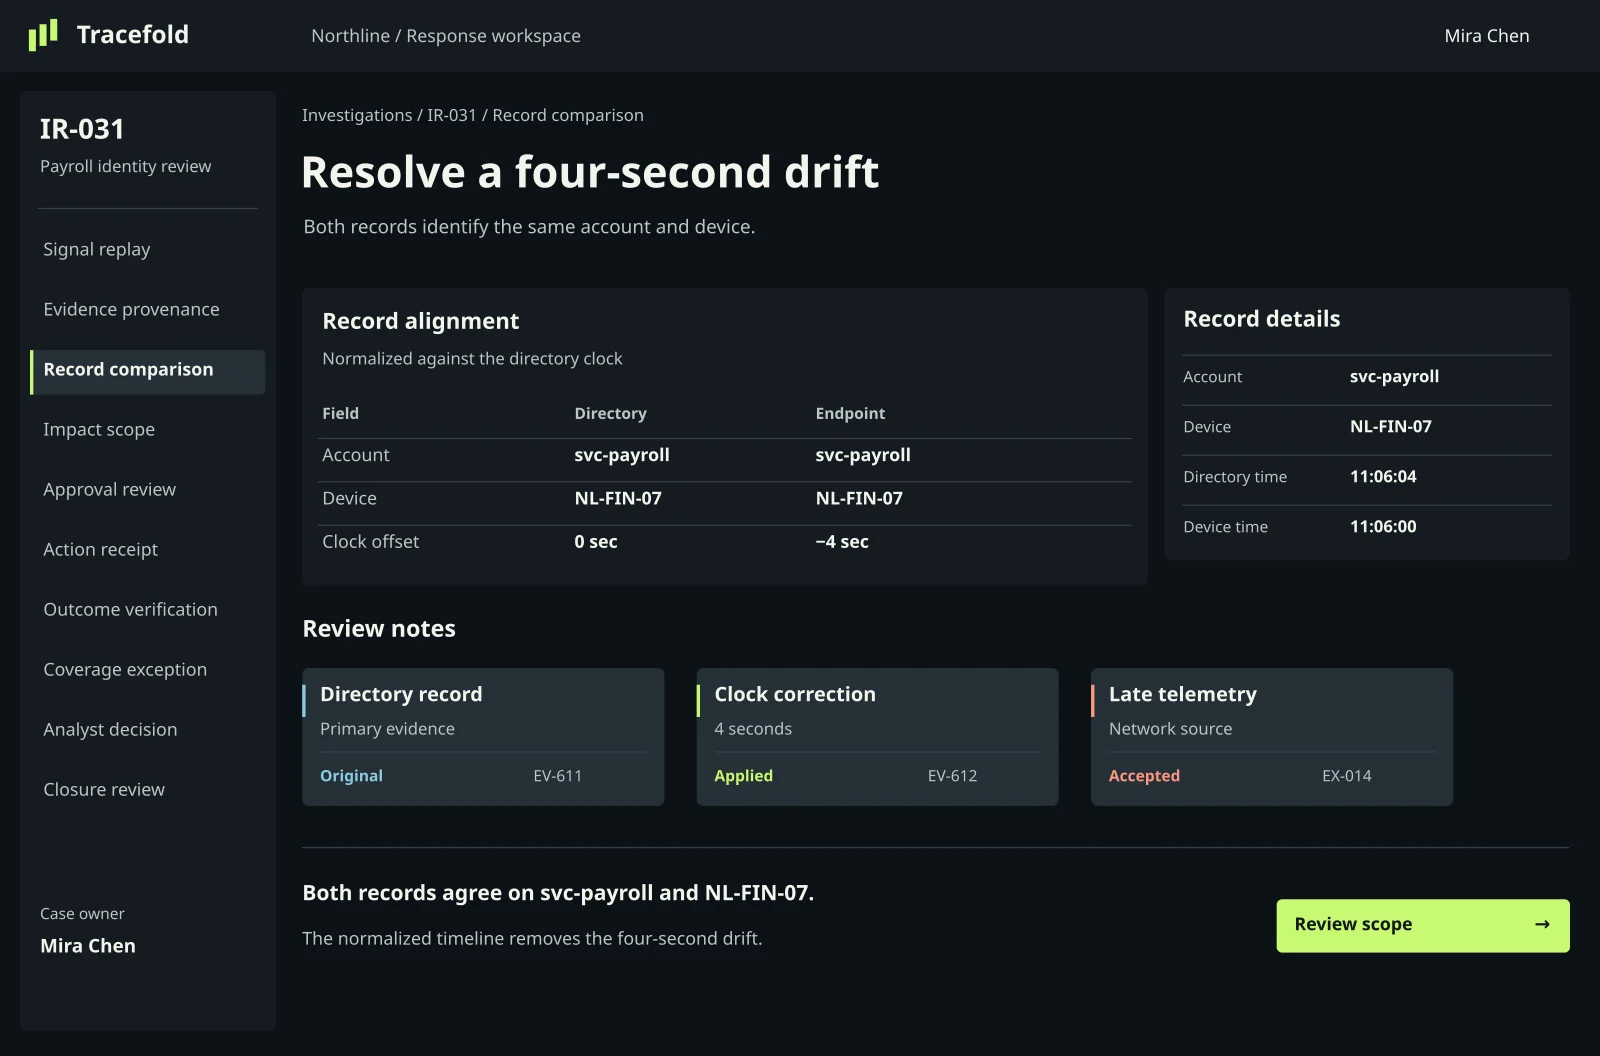 Tracefold
Northline / Response workspace
Mira Chen
IR-031
Payroll identity review
Signal replay
Evidence provenance
Record comparison
Impact scope
Approval review
Action receipt
Outcome verification
Coverage exception
Analyst decision
Closure review
Case owner
Mira Chen
Investigations / IR-031 / Record comparison
Resolve a four-second drift
Both records identify the same account and device.
Record alignment
Normalized against the directory clock
Field Directory Endpoint
Account svc-payroll svc-payroll
Device NL-FIN-07 NL-FIN-07
Clock offset 0 sec −4 sec
Record details
Account svc-payroll
Device NL-FIN-07
Directory time 11:06:04
Device time 11:06:00
Review notes
Directory record
Primary evidence
Original EV-611
Clock correction
4 seconds
Applied EV-612
Late telemetry
Network source
Accepted EX-014
Both records agree on svc-payroll and NL-FIN-07.
The normalized timeline removes the four-second drift.
Review scope →